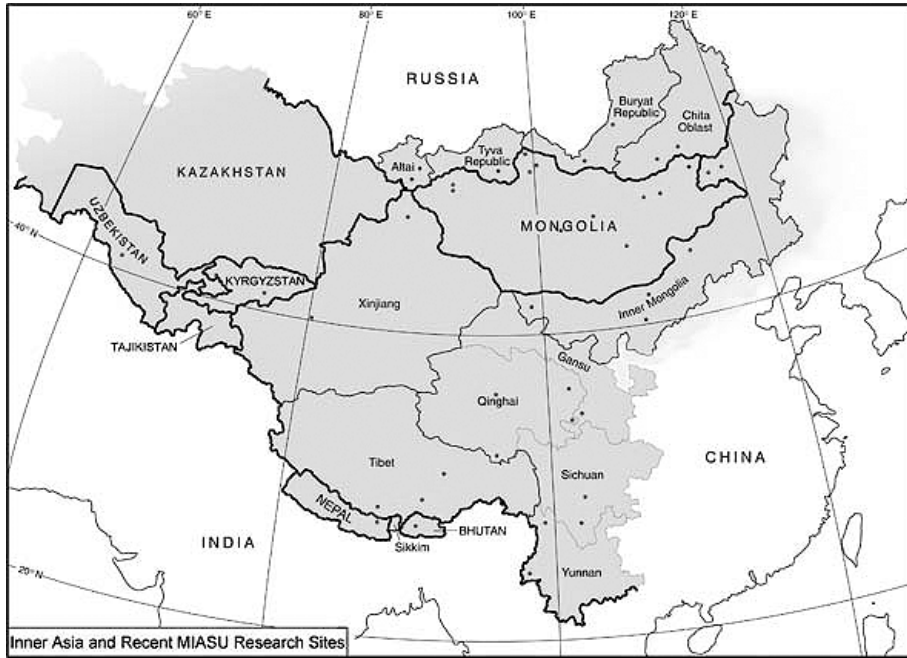 60° E
80° E
100° E
120° E
RUSSIA
Buryat
Republic
Chita
Oblast
Tyva
Republic
Altai
KAZAKHSTAN
MONGOLIA
UZBEKISTAN
40° N
KYRGYZSTAN
Xinjiang
Inner Mongolia
40° N
TAJIKISTAN
Gansu
Qinghai
CHINA
Tibet
Sichuan
NEPAL
BHUTAN
INDIA
Sikkim
Yunnan
20° N
20° N
Inner Asia and Recent MIASU Research Sites